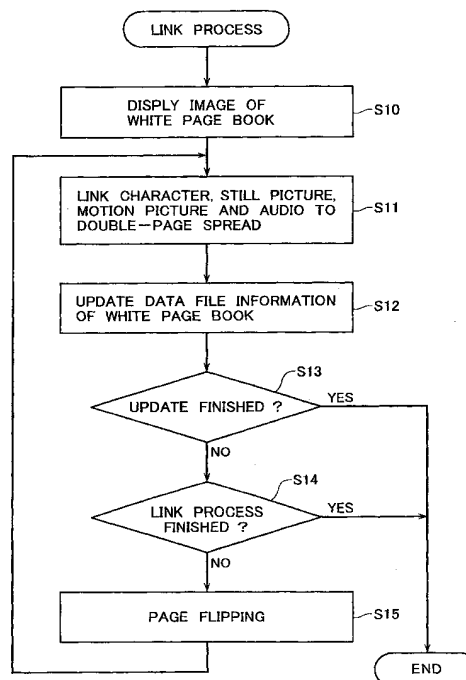 LINK PROCESS
DISPLY IMAGE OF
WHITE PAGE BOOK
S10
LINK CHARACTER, STILL PICTURE,
MOTION PICTURE AND AUDIO TO
DOUBLE-PAGE SPREAD
S11
UPDATE DATA FILE INFORMATION
OF WHITE PAGE BOOK
S12
S13
UPDATE FINISHED ?
YES
NO
S14
LINK PROCESS
FINISHED ?
YES
NO
PAGE FLIPPING
S15
END